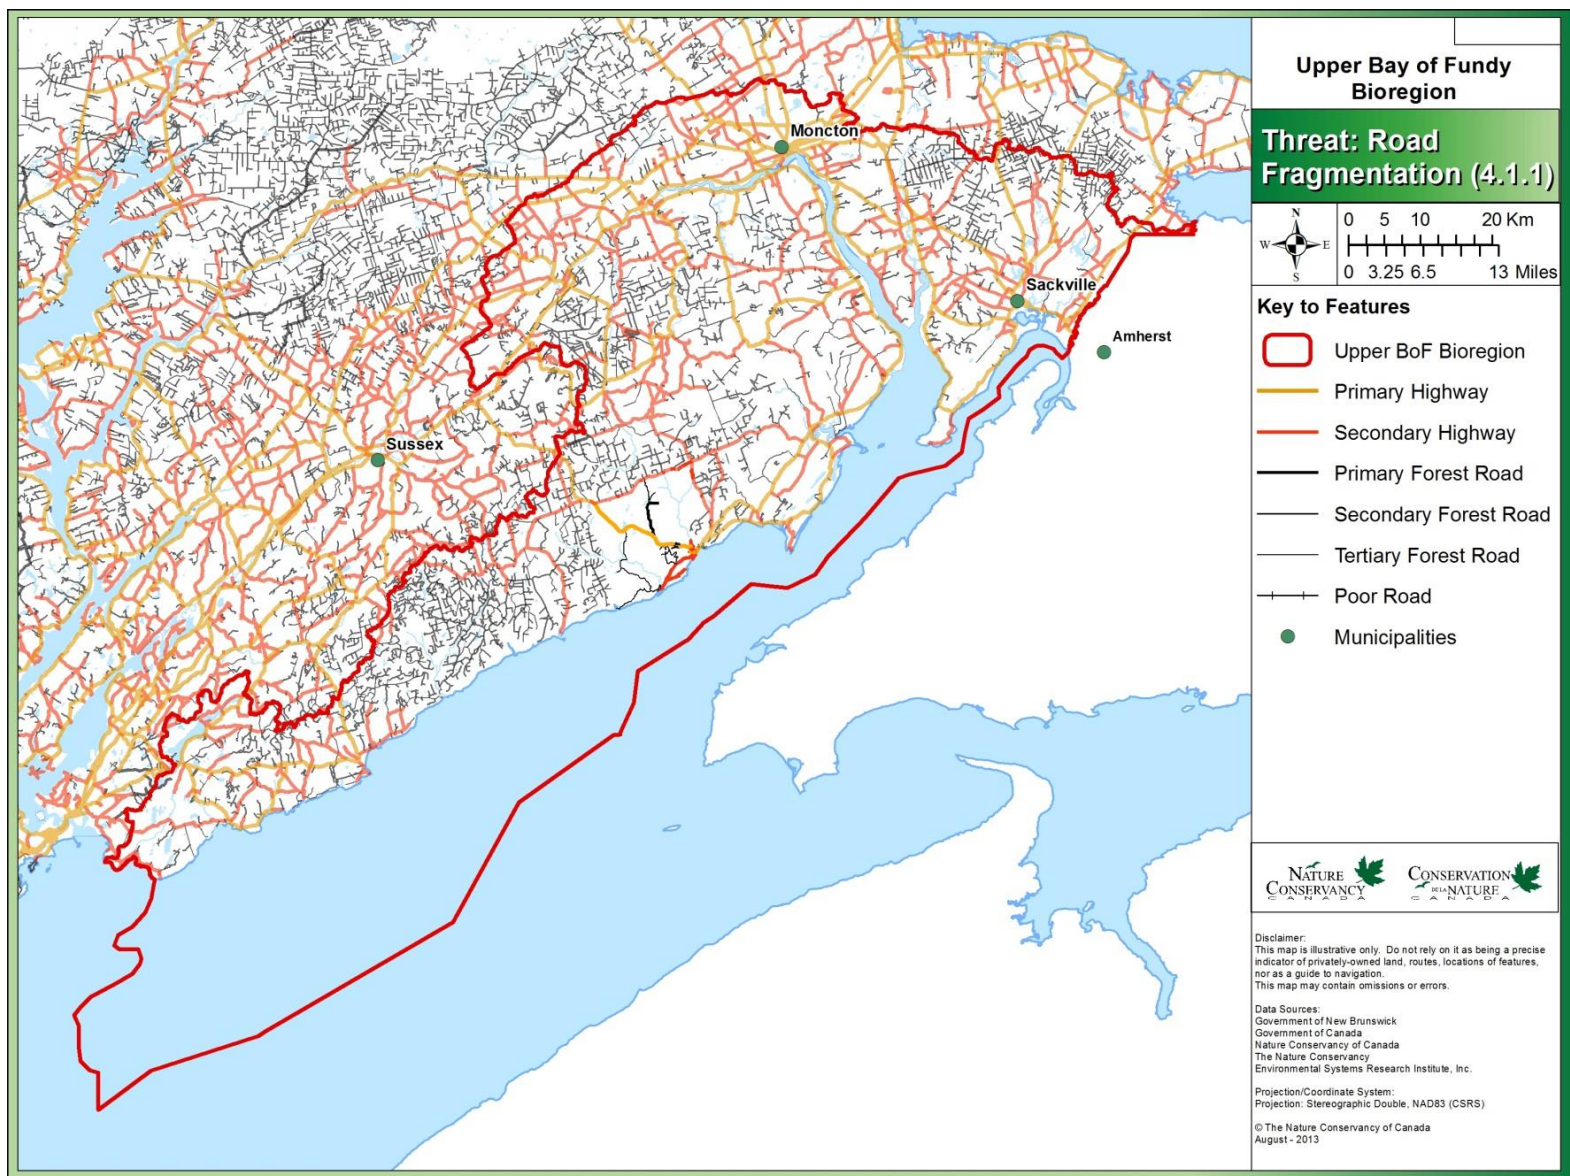 Upper Bay of Fundy
Bioregion
Threat: Road
Fragmentation (4.1.1)
N
W E
S
0 5 10 20 Km
0 3.25 6.5 13 Miles
Key to Features
Upper BoF Bioregion
Primary Highway
Secondary Highway
Primary Forest Road
Secondary Forest Road
Tertiary Forest Road
Poor Road
Municipalities
Moncton
Sackville
Amherst
Sussex
NATURE
CONSERVANCY
CANADA
CONSERVATION
DE LA NATURE
CANADA
Disclaimer:
This map is illustrative only. Do not rely on it as being a precise
indicator of privately-owned land, routes, locations of features,
nor as a guide to navigation.
This map may contain omissions or errors.
Data Sources:
Government of New Brunswick
Government of Canada
Nature Conservancy of Canada
The Nature Conservancy
Environmental Systems Research Institute, Inc.
Projection/Coordinate System:
Projection: Stereographic Double, NAD83 (CSRS)
© The Nature Conservancy of Canada
August - 2013